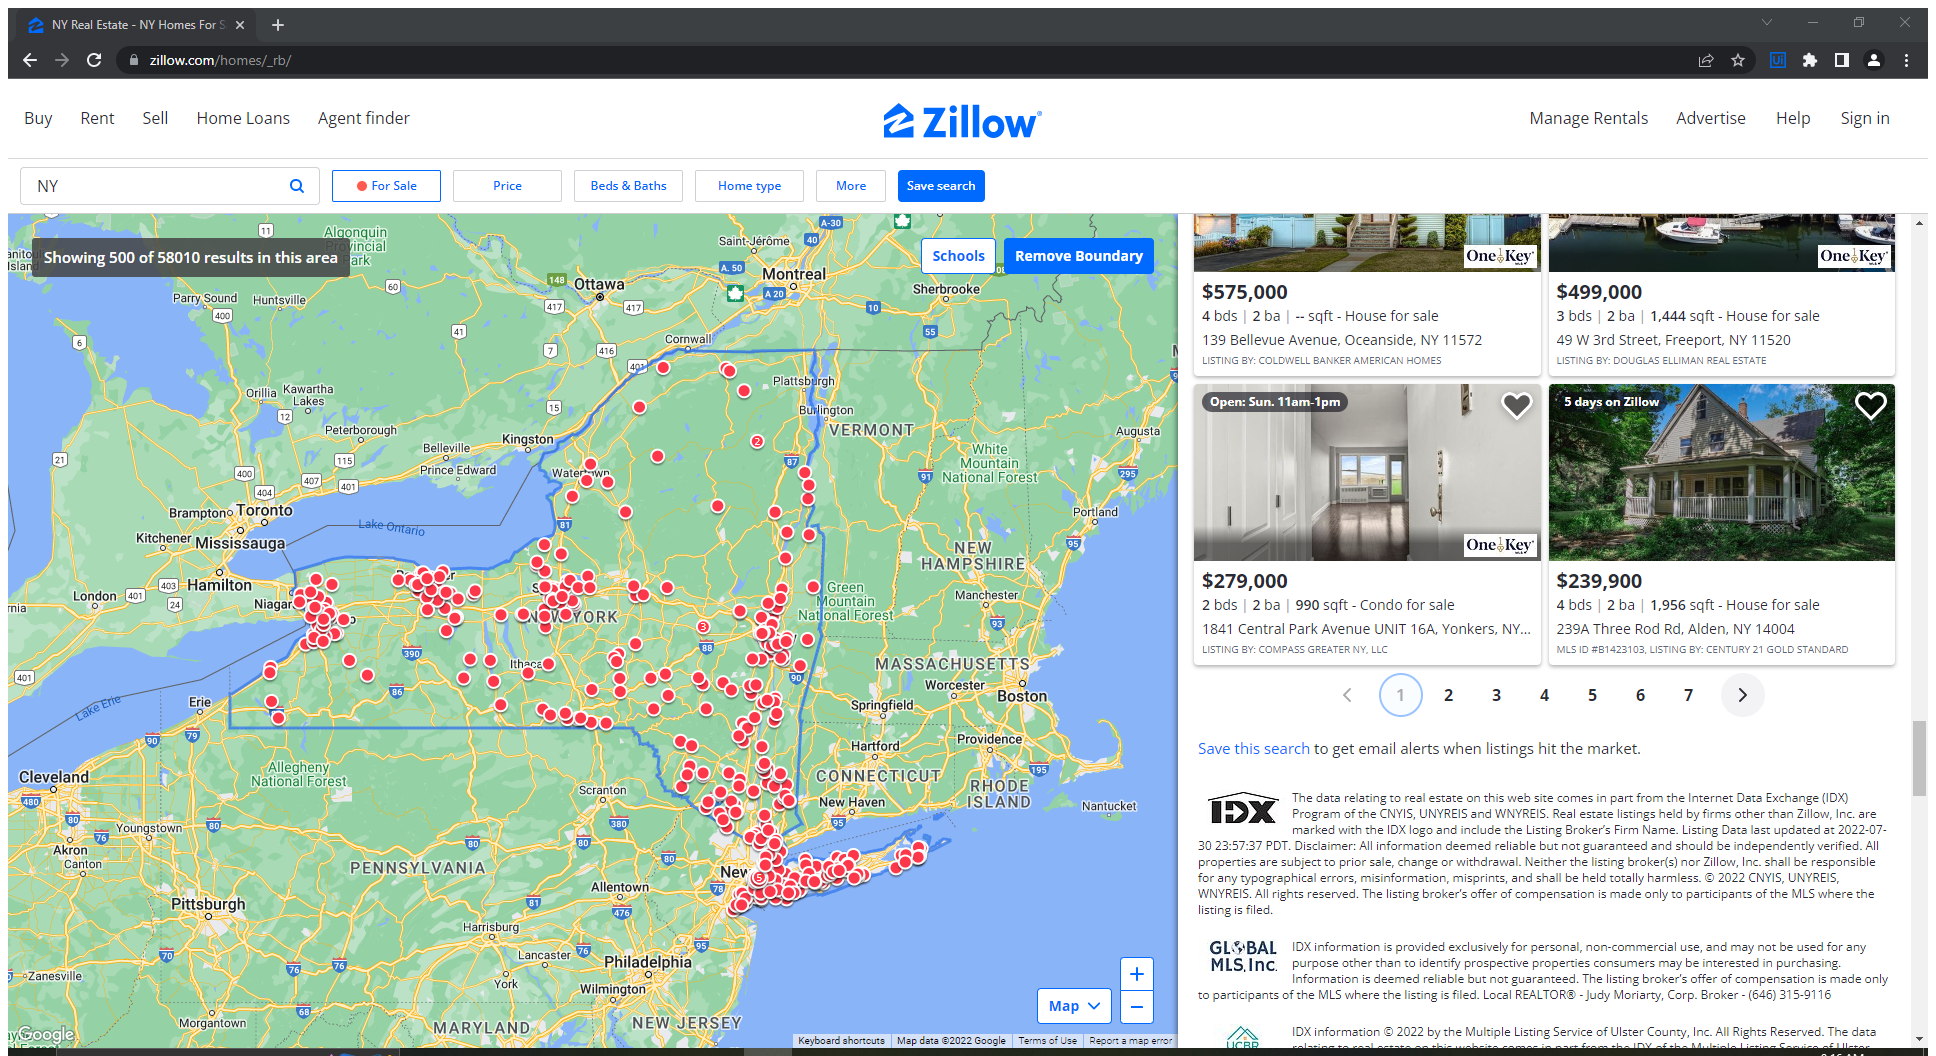 NY Real Estate - NY Homes For S
zillow.com/homes/_rb/
Buy Rent Sell Home Loans Agent finder
Zillow
Manage Rentals Advertise Help Sign in
NY
For Sale
Price
Beds & Baths
Home type
More
Save search
Showing 500 of 58010 results in this area
Schools
Remove Boundary
Algonquin
Provincial
Park
Saint-Jérôme
Montreal
Sherbrooke
Ottawa
Parry Sound
Huntsville
Cornwall
Plattsburgh
Burlington
VERMONT
Orillia
Kawartha
Lakes
Peterborough
Belleville
Prince Edward
Kingston
Watertown
Augusta
White
Mountain
National Forest
Portland
Brampton
Toronto
Lake Ontario
Kitchener
Mississauga
Hamilton
London
NEW
HAMPSHIRE
Green
Mountain
National Forest
Manchester
Ithaca
MASSACHUSETTS
Worcester
Boston
Springfield
Lake Erie
Erie
Hartford
Providence
CONNECTICUT
RHODE
ISLAND
New Haven
Nantucket
Allegheny
National Forest
Cleveland
Scranton
Youngstown
Akron
Canton
PENNSYLVANIA
Allentown
Pittsburgh
Harrisburg
Lancaster
York
Philadelphia
Zanesville
Wilmington
Morgantown
MARYLAND
NEW JERSEY
Google
Map
+
−
Keyboard shortcuts Map data ©2022 Google Terms of Use Report a map error
OneKey
$575,000
4 bds | 2 ba | -- sqft - House for sale
139 Bellevue Avenue, Oceanside, NY 11572
LISTING BY: COLDWELL BANKER AMERICAN HOMES
OneKey
$499,000
3 bds | 2 ba | 1,444 sqft - House for sale
49 W 3rd Street, Freeport, NY 11520
LISTING BY: DOUGLAS ELLIMAN REAL ESTATE
Open: Sun. 11am-1pm
OneKey
$279,000
2 bds | 2 ba | 990 sqft - Condo for sale
1841 Central Park Avenue UNIT 16A, Yonkers, NY...
LISTING BY: COMPASS GREATER NY, LLC
5 days on Zillow
$239,900
4 bds | 2 ba | 1,956 sqft - House for sale
239A Three Rod Rd, Alden, NY 14004
MLS ID #B1423103, LISTING BY: CENTURY 21 GOLD STANDARD
1 2 3 4 5 6 7
Save this search to get email alerts when listings hit the market.
IDX
The data relating to real estate on this web site comes in part from the Internet Data Exchange (IDX)
Program of the CNYIS, UNYREIS and WNYREIS. Real estate listings held by firms other than Zillow, Inc. are
marked with the IDX logo and include the Listing Broker's Firm Name. Listing Data last updated at 2022-07-
30 23:57:37 PDT. Disclaimer: All information deemed reliable but not guaranteed and should be independently verified. All
properties are subject to prior sale, change or withdrawal. Neither the listing broker(s) nor Zillow, Inc. shall be responsible
for any typographical errors, misinformation, misprints, and shall be held totally harmless. © 2022 CNYIS, UNYREIS,
WNYREIS. All rights reserved. The listing broker's offer of compensation is made only to participants of the MLS where the
listing is filed.
GLOBAL
MLS, Inc.
IDX information is provided exclusively for personal, non-commercial use, and may not be used for any
purpose other than to identify prospective properties consumers may be interested in purchasing.
Information is deemed reliable but not guaranteed. The listing broker's offer of compensation is made only
to participants of the MLS where the listing is filed. Local REALTOR® - Judy Moriarty, Corp. Broker - (646) 315-9116
UCBR
IDX information © 2022 by the Multiple Listing Service of Ulster County, Inc. All Rights Reserved. The data
relating to real estate on this website comes in part from the IDX of the Multiple Listing Service of Ulster